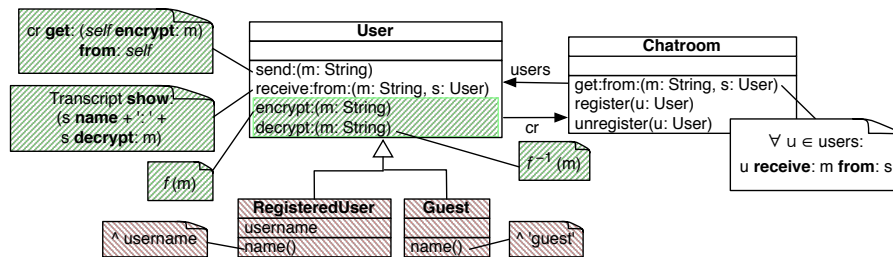 cr get: (self encrypt: m)
from: self
Transcript show:
(s name + ': ' +
s decrypt: m)
f (m)
User
send:(m: String)
receive:from:(m: String, s: User)
encrypt:(m: String)
decrypt:(m: String)
users
cr
Chatroom
get:from:(m: String, s: User)
register(u: User)
unregister(u: User)
∀ u ∈ users:
u receive: m from: s
f⁻¹ (m)
RegisteredUser
username
name()
Guest
name()
^ username
^ 'guest'